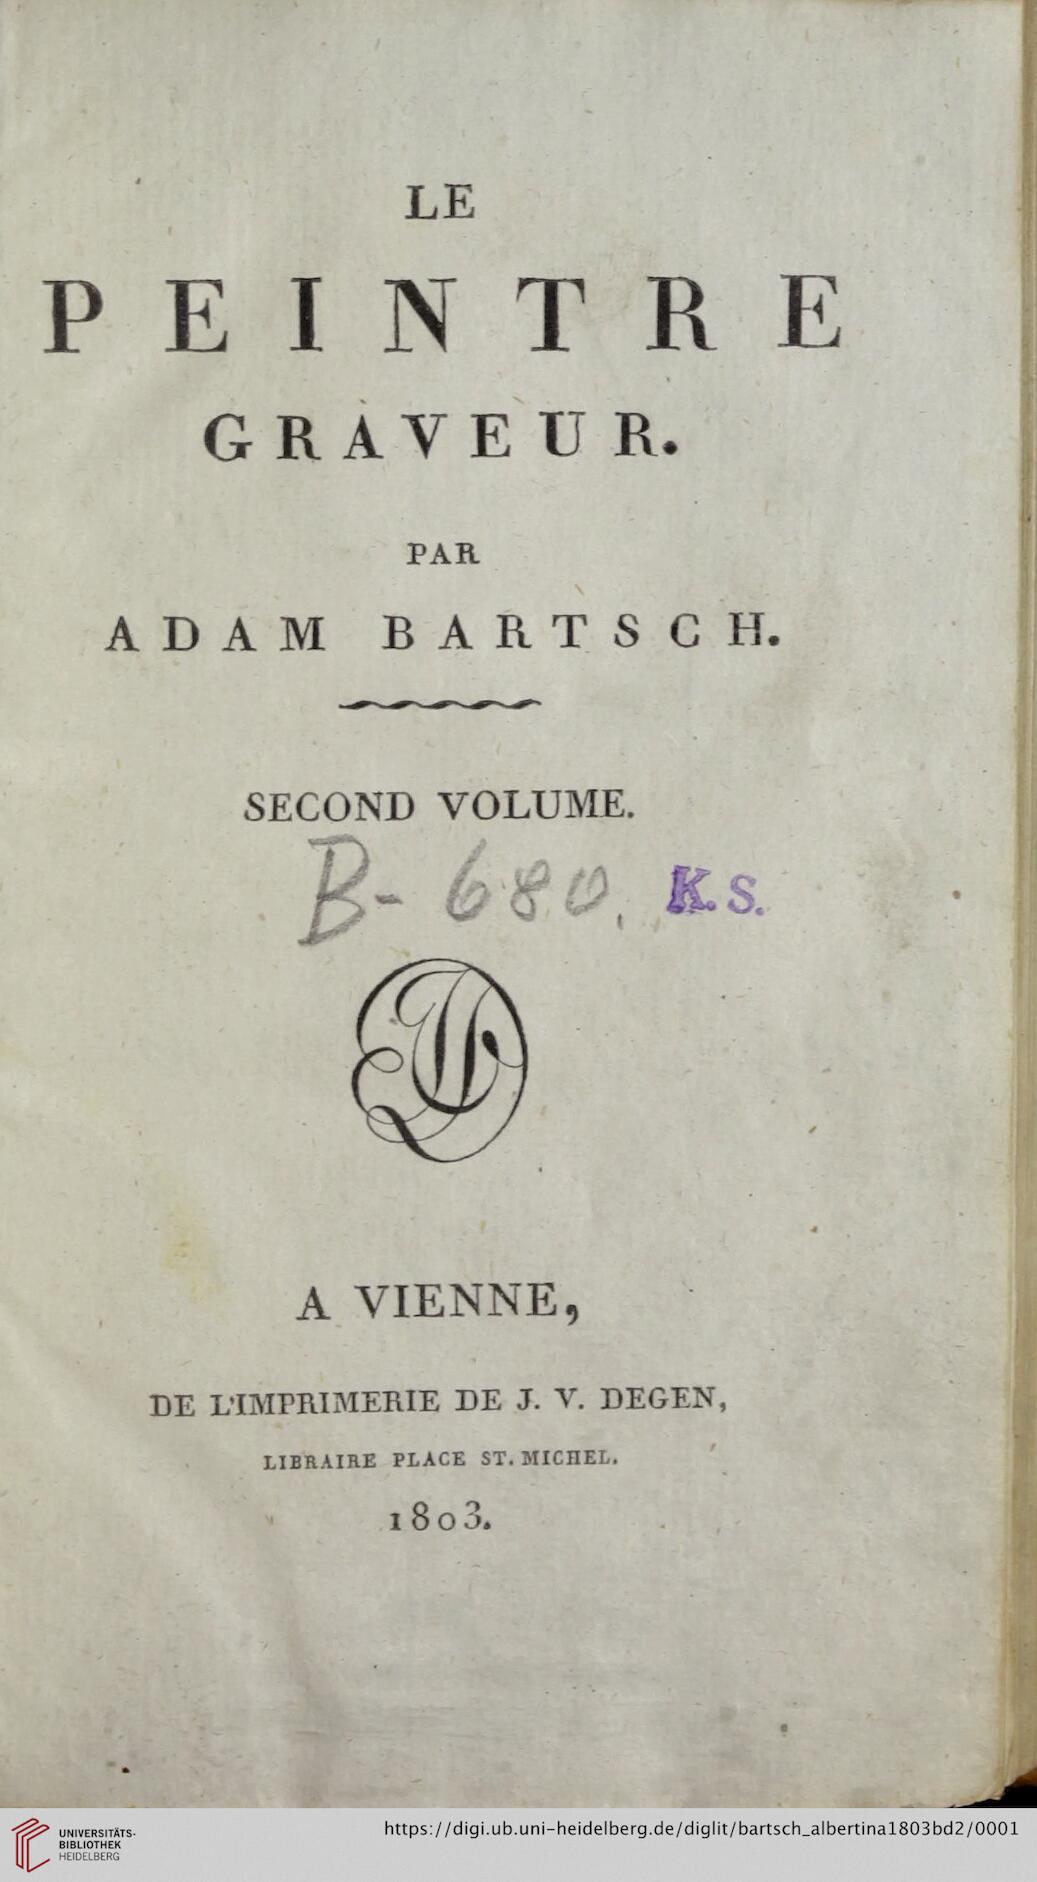 LE
PEINTRE
GRAVEUR.
PAR
ADAM BARTSCH.
SECOND VOLUME.
B- 680. K. S.
A VIENNE,
DE L'IMPRIMERIE DE J. V. DEGEN,
LIBRAIRE PLACE ST. MICHEL.
1803.
UNIVERSITÄTS-
BIBLIOTHEK
HEIDELBERG
https://digi.ub.uni-heidelberg.de/diglit/bartsch_albertina1803bd2/0001